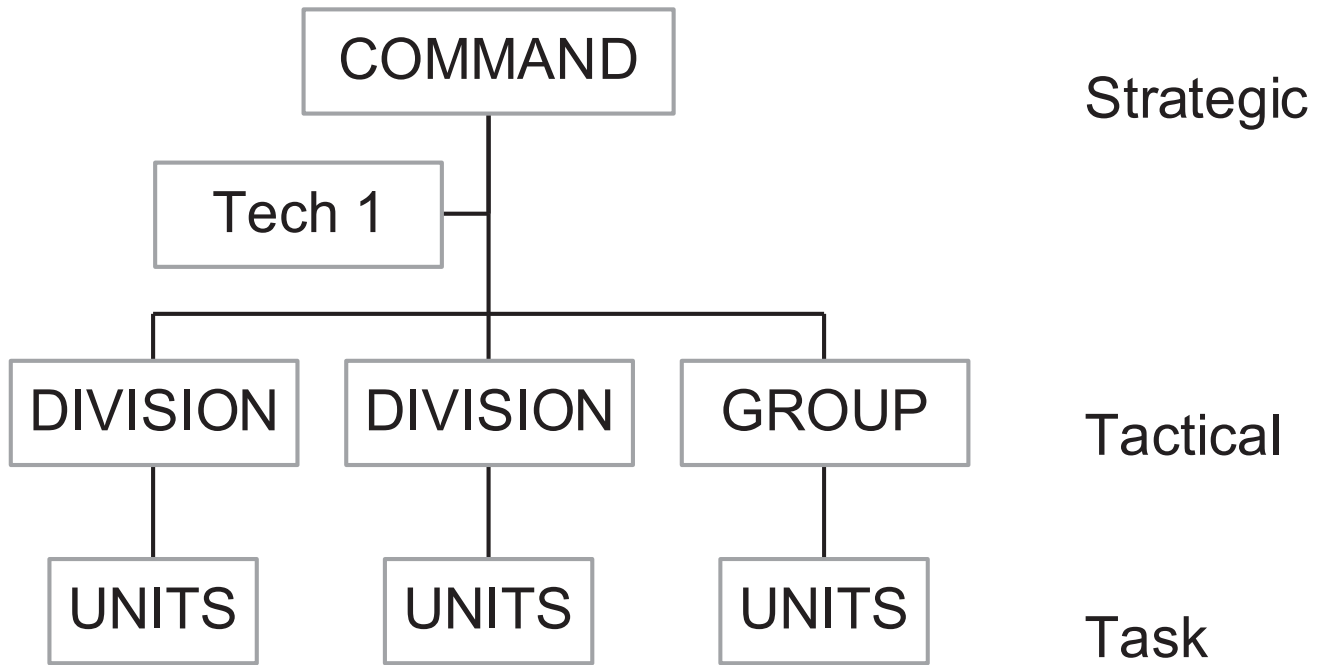 COMMAND
Strategic
Tech 1
DIVISION
DIVISION
GROUP
Tactical
UNITS
UNITS
UNITS
Task